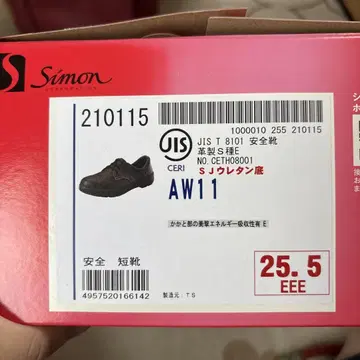 S Simon
210115
1000010 255 210115
JIS
CERI
JIS T 8101 安全靴
革製S種E
NO.CETH08001
SJウレタン底
AW11
かかと部の衝撃エネルギー吸収性有 E
安全 短靴
4957520166142
製造元:TS
25.5
EEE
シ
ホ